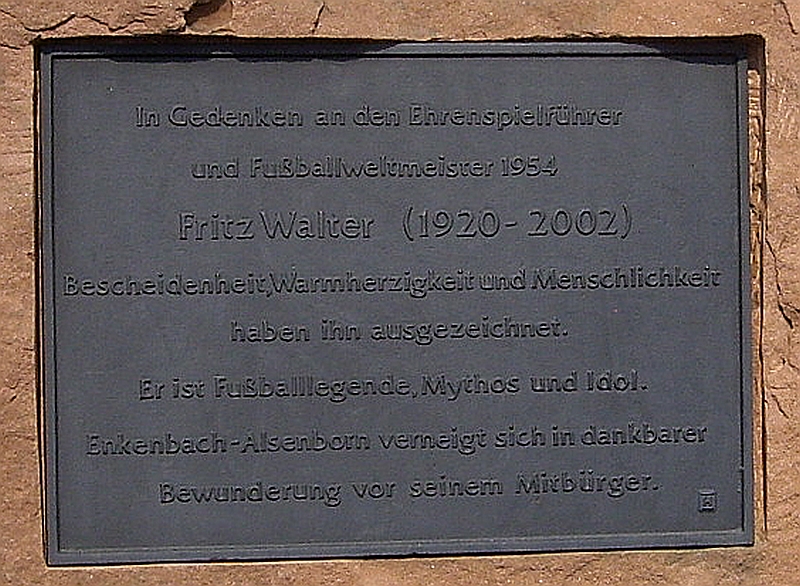 In Gedenken an den Ehrenspielführer
und Fußballweltmeister 1954
Fritz Walter (1920-2002)
Bescheidenheit, Warmherzigkeit und Menschlichkeit
haben ihn ausgezeichnet.
Er ist Fußballlegende, Mythos und Idol.
Enkenbach-Alsenborn verneigt sich in dankbarer
Bewunderung vor seinem Mitbürger.